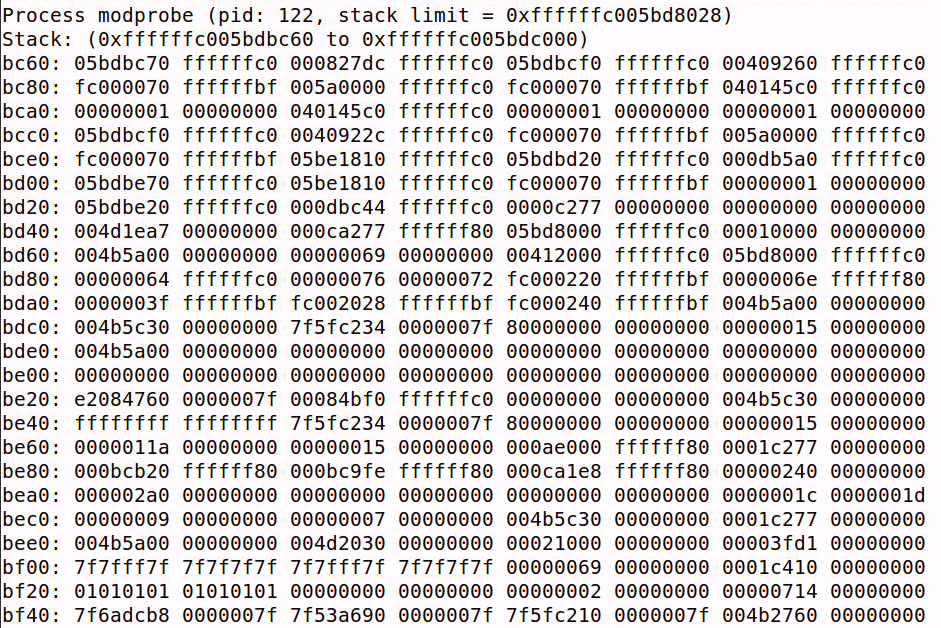 Process modprobe (pid: 122, stack limit = 0xffffffc005bd8028)
Stack: (0xffffffc005bdbc60 to 0xffffffc005bdc000)
bc60: 05bdbc70 ffffffc0 000827dc ffffffc0 05bdbcf0 ffffffc0 00409260 ffffffc0
bc80: fc000070 ffffffbf 005a0000 ffffffc0 fc000070 ffffffbf 040145c0 ffffffc0
bca0: 00000001 00000000 040145c0 ffffffc0 00000001 00000000 00000001 00000000
bcc0: 05bdbcf0 ffffffc0 0040922c ffffffc0 fc000070 ffffffbf 005a0000 ffffffc0
bce0: fc000070 ffffffbf 05be1810 ffffffc0 05bdbd20 ffffffc0 000db5a0 ffffffc0
bd00: 05bdbe70 ffffffc0 05be1810 ffffffc0 fc000070 ffffffbf 00000001 00000000
bd20: 05bdbe20 ffffffc0 000dbc44 ffffffc0 0000c277 00000000 00000000 00000000
bd40: 004d1ea7 00000000 000ca277 ffffff80 05bd8000 ffffffc0 00010000 00000000
bd60: 004b5a00 00000000 00000069 00000000 00412000 ffffffc0 05bd8000 ffffffc0
bd80: 00000064 ffffffc0 00000076 00000072 fc000220 ffffffbf 0000006e ffffff80
bda0: 0000003f ffffffbf fc002028 ffffffbf fc000240 ffffffbf 004b5a00 00000000
bdc0: 004b5c30 00000000 7f5fc234 0000007f 80000000 00000000 00000015 00000000
bde0: 004b5a00 00000000 00000000 00000000 00000000 00000000 00000000 00000000
be00: 00000000 00000000 00000000 00000000 00000000 00000000 00000000 00000000
be20: e2084760 0000007f 00084bf0 ffffffc0 00000000 00000000 004b5c30 00000000
be40: ffffffff ffffffff 7f5fc234 0000007f 80000000 00000000 00000015 00000000
be60: 0000011a 00000000 00000015 00000000 000ae000 ffffff80 0001c277 00000000
be80: 000bcb20 ffffff80 000bc9fe ffffff80 000ca1e8 ffffff80 00000240 00000000
bea0: 000002a0 00000000 00000000 00000000 00000000 00000000 0000001c 0000001d
bec0: 00000009 00000000 00000007 00000000 004b5c30 00000000 0001c277 00000000
bee0: 004b5a00 00000000 004d2030 00000000 00021000 00000000 00003fd1 00000000
bf00: 7f7fff7f 7f7f7f7f 7f7fff7f 7f7f7f7f 00000069 00000000 0001c410 00000000
bf20: 01010101 01010101 00000000 00000000 00000002 00000000 00000714 00000000
bf40: 7f6adcb8 0000007f 7f53a690 0000007f 7f5fc210 0000007f 004b2760 00000000